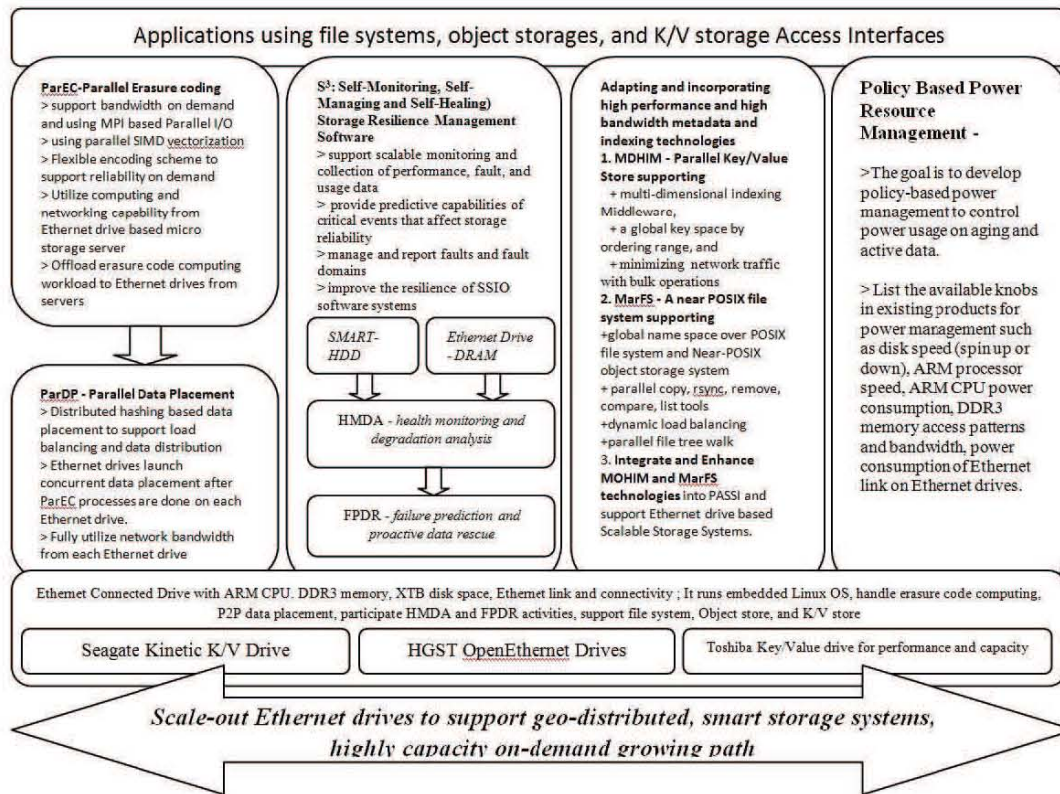 Applications using file systems, object storages, and K/V storage Access Interfaces
ParEC-Parallel Erasure coding
> support bandwidth on demand
and using MPI based Parallel I/O
> using parallel SIMD vectorization
> Flexible encoding scheme to
support reliability on demand
> Utilize computing and
networking capability from
Ethernet drive based micro
storage server
> Offload erasure code computing
workload to Ethernet drives from
servers
ParDP - Parallel Data Placement
> Distributed hashing based data
placement to support load
balancing and data distribution
> Ethernet drives launch
concurrent data placement after
ParEC processes are done on each
Ethernet drive.
> Fully utilize network bandwidth
from each Ethernet drive
S³: Self-Monitoring, Self-
Managing and Self-Healing)
Storage Resilience Management
Software
> support scalable monitoring and
collection of performance, fault, and
usage data
> provide predictive capabilities of
critical events that affect storage
reliability
> manage and report faults and fault
domains
> improve the resilience of SSIO
software systems
SMART-
HDD
Ethernet Drive
- DRAM
HMDA - health monitoring and
degradation analysis
FPDR - failure prediction and
proactive data rescue
Adapting and incorporating
high performance and high
bandwidth metadata and
indexing technologies
1. MDHIM - Parallel Key/Value
Store supporting
+ multi-dimensional indexing
Middleware,
+ a global key space by
ordering range, and
+ minimizing network traffic
with bulk operations
2. MarFS - A near POSIX file
system supporting
+global name space over POSIX
file system and Near-POSIX
object storage system
+ parallel copy, rsync, remove,
compare, list tools
+dynamic load balancing
+parallel file tree walk
3. Integrate and Enhance
MOHIM and MarFS
technologies into PASSI and
support Ethernet drive based
Scalable Storage Systems.
Policy Based Power
Resource
Management -
>The goal is to develop
policy-based power
management to control
power usage on aging and
active data.
> List the available knobs
in existing products for
power management such
as disk speed (spin up or
down), ARM processor
speed, ARM CPU power
consumption, DDR3
memory access patterns
and bandwidth, power
consumption of Ethernet
link on Ethernet drives.
Ethernet Connected Drive with ARM CPU. DDR3 memory, XTB disk space, Ethernet link and connectivity ; It runs embedded Linux OS, handle erasure code computing,
P2P data placement, participate HMDA and FPDR activities, support file system, Object store, and K/V store
Seagate Kinetic K/V Drive
HGST OpenEthernet Drives
Toshiba Key/Value drive for performance and capacity
Scale-out Ethernet drives to support geo-distributed, smart storage systems,
highly capacity on-demand growing path